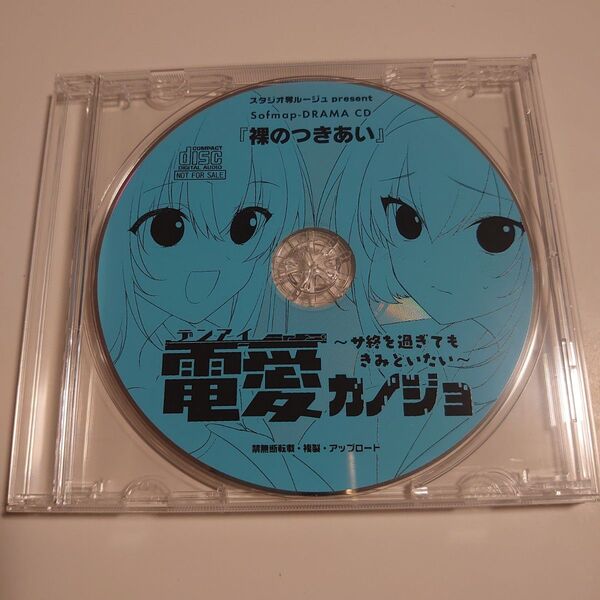 スタジオ雰ルージュ present
Sofmap-DRAMA CD
『裸のつきあい』
COMPACT
disc
DIGITAL AUDIO
NOT FOR SALE
デンアイ
電愛カノジョ
～サ終を過ぎても
きみといたい～
禁無断転載・複製・アップロード